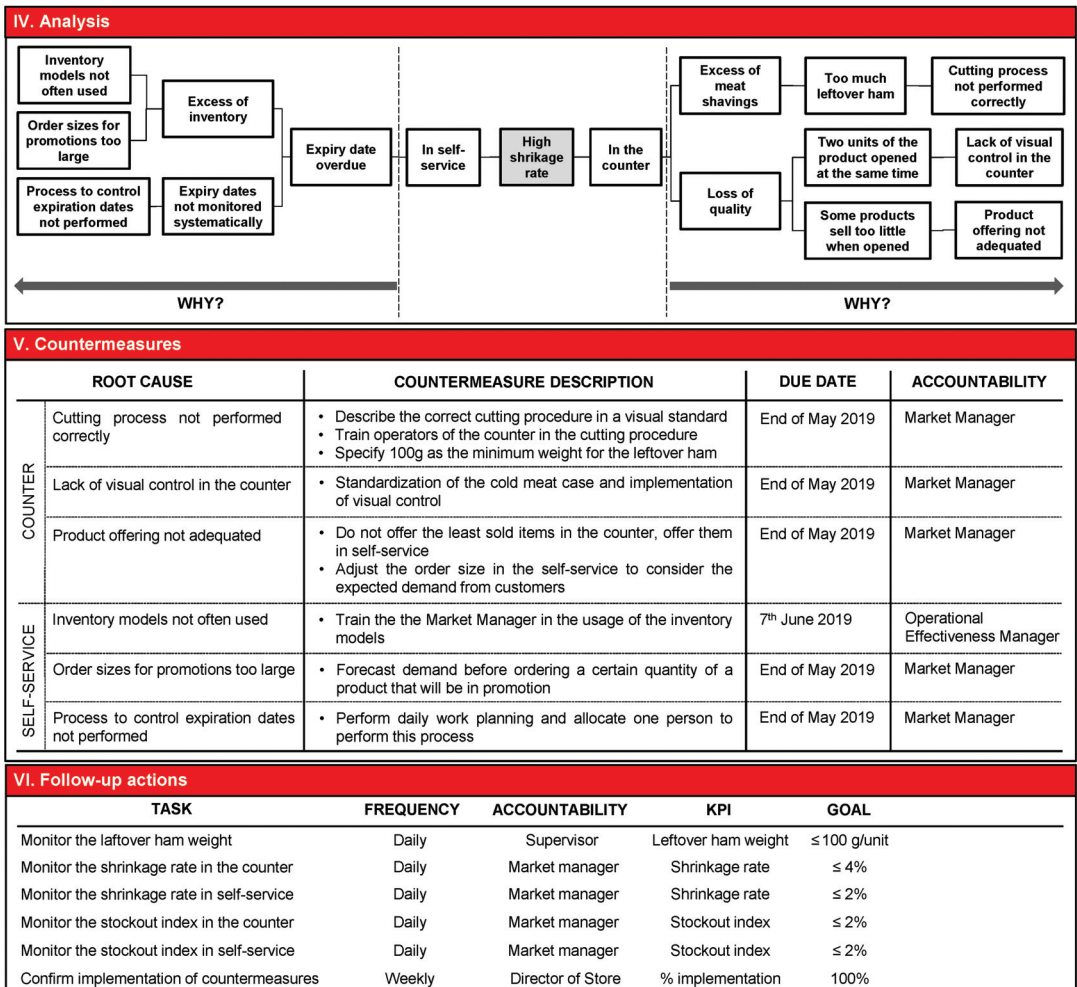 IV. Analysis
Inventory
models not
often used
Order sizes for
promotions too
large
Process to control
expiration dates
not performed
Excess of
inventory
Expiry dates
not monitored
systematically
Expiry date
overdue
In self-
service
High
shrikage
rate
In the
counter
Excess of
meat
shavings
Too much
leftover ham
Cutting process
not performed
correctly
Loss of
quality
Two units of the
product opened
at the same time
Lack of visual
control in the
counter
Some products
sell too little
when opened
Product
offering not
adequated
WHY?
WHY?
V. Countermeasures
ROOT CAUSE COUNTERMEASURE DESCRIPTION DUE DATE ACCOUNTABILITY
COUNTER
Cutting process not performed
correctly
• Describe the correct cutting procedure in a visual standard
• Train operators of the counter in the cutting procedure
• Specify 100g as the minimum weight for the leftover ham
End of May 2019
Market Manager
Lack of visual control in the counter
• Standardization of the cold meat case and implementation
of visual control
End of May 2019
Market Manager
Product offering not adequated
• Do not offer the least sold items in the counter, offer them
in self-service
• Adjust the order size in the self-service to consider the
expected demand from customers
End of May 2019
Market Manager
SELF-SERVICE
Inventory models not often used
• Train the the Market Manager in the usage of the inventory
models
7th June 2019
Operational
Effectiveness Manager
Order sizes for promotions too large
• Forecast demand before ordering a certain quantity of a
product that will be in promotion
End of May 2019
Market Manager
Process to control expiration dates
not performed
• Perform daily work planning and allocate one person to
perform this process
End of May 2019
Market Manager
VI. Follow-up actions
TASK FREQUENCY ACCOUNTABILITY KPI GOAL
Monitor the laftover ham weight Daily Supervisor Leftover ham weight ≤ 100 g/unit
Monitor the shrinkage rate in the counter Daily Market manager Shrinkage rate ≤ 4%
Monitor the shrinkage rate in self-service Daily Market manager Shrinkage rate ≤ 2%
Monitor the stockout index in the counter Daily Market manager Stockout index ≤ 2%
Monitor the stockout index in self-service Daily Market manager Stockout index ≤ 2%
Confirm implementation of countermeasures Weekly Director of Store % implementation 100%